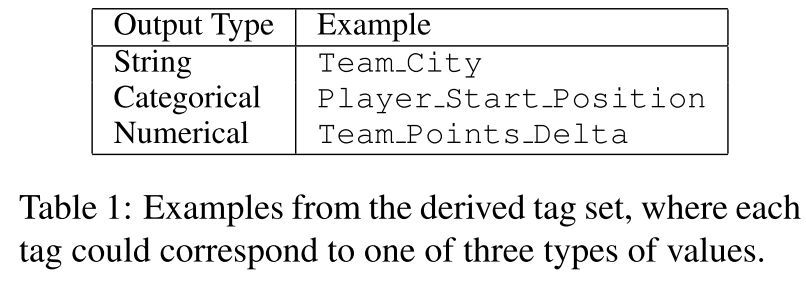 Output Type Example
String Team_City
Categorical Player_Start_Position
Numerical Team_Points_Delta
Table 1: Examples from the derived tag set, where each
tag could correspond to one of three types of values.